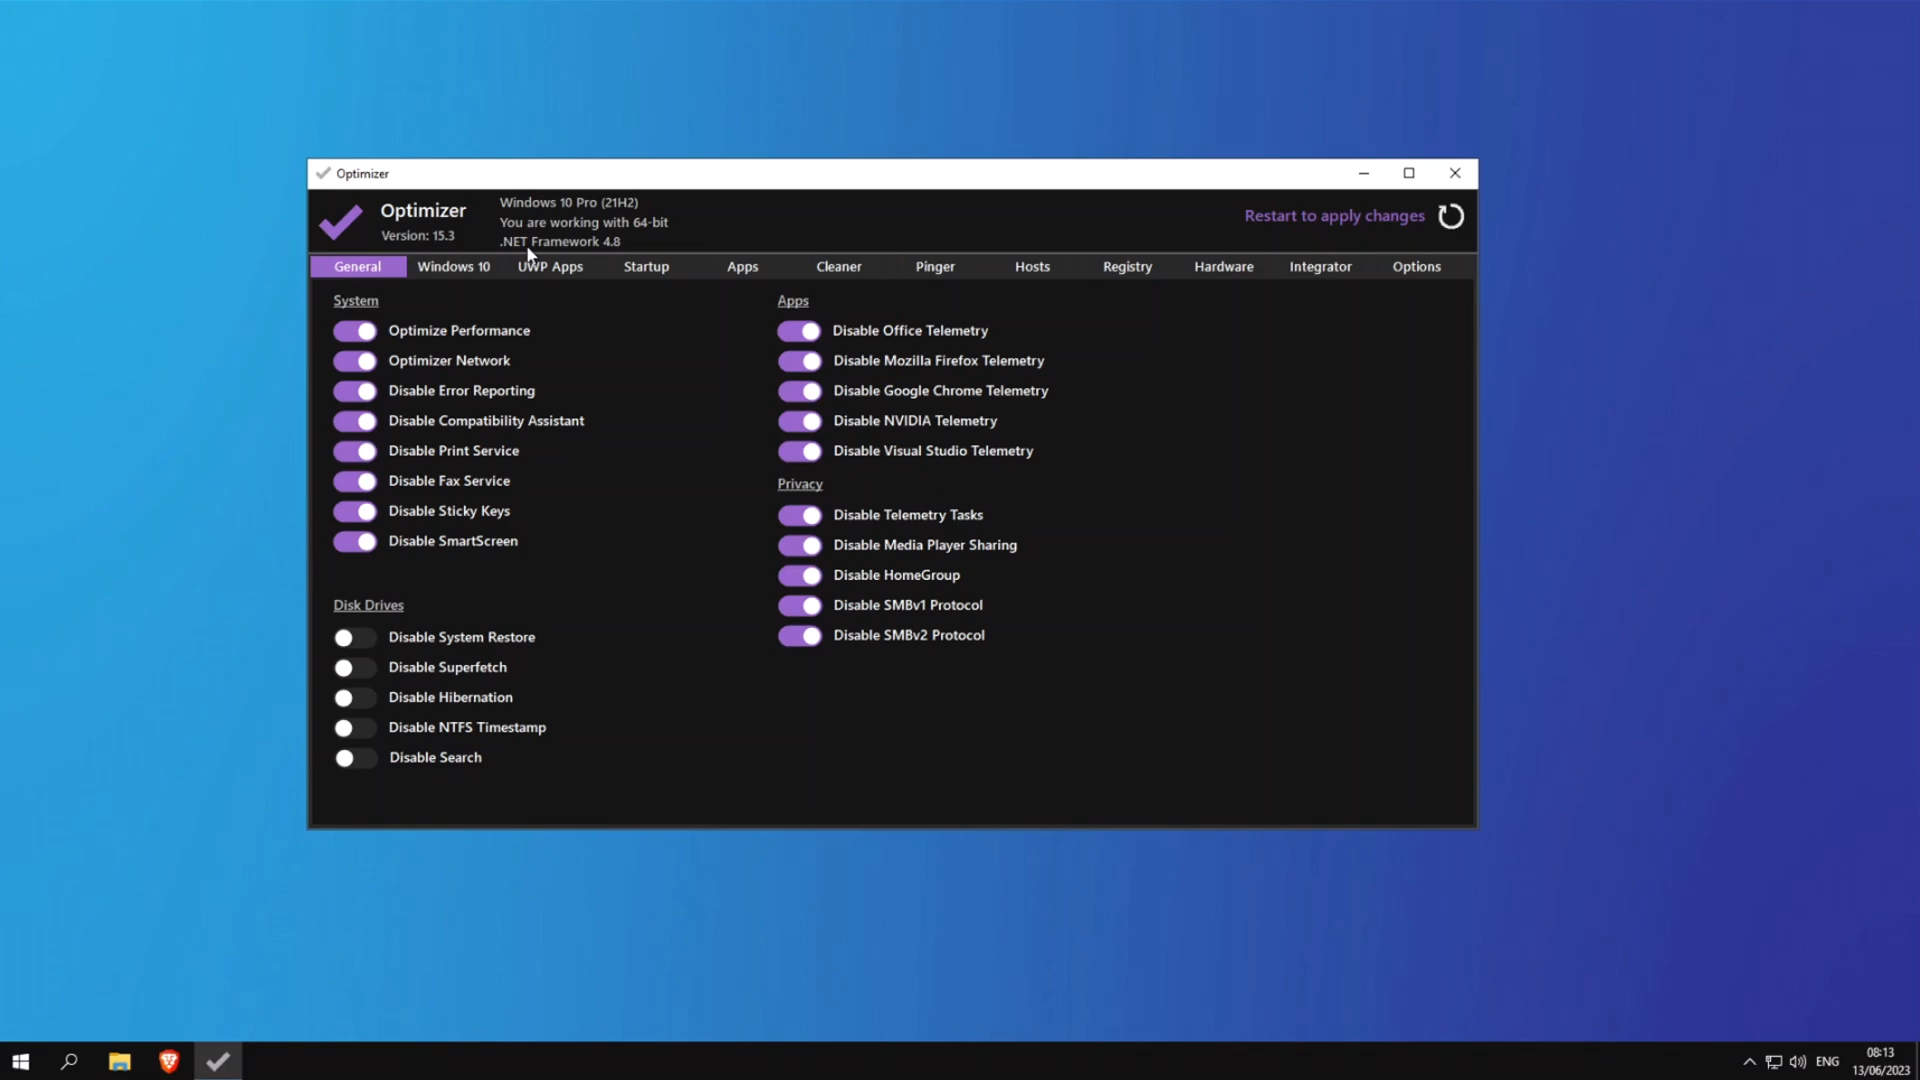 Optimizer
Optimizer
Version: 15.3
Windows 10 Pro (21H2)
You are working with 64-bit
.NET Framework 4.8
Restart to apply changes
General Windows 10 UWP Apps Startup Apps Cleaner Pinger Hosts Registry Hardware Integrator Options
System
Optimize Performance
Optimizer Network
Disable Error Reporting
Disable Compatibility Assistant
Disable Print Service
Disable Fax Service
Disable Sticky Keys
Disable SmartScreen
Disk Drives
Disable System Restore
Disable Superfetch
Disable Hibernation
Disable NTFS Timestamp
Disable Search
Apps
Disable Office Telemetry
Disable Mozilla Firefox Telemetry
Disable Google Chrome Telemetry
Disable NVIDIA Telemetry
Disable Visual Studio Telemetry
Privacy
Disable Telemetry Tasks
Disable Media Player Sharing
Disable HomeGroup
Disable SMBv1 Protocol
Disable SMBv2 Protocol
ENG
08:13
13/06/2023